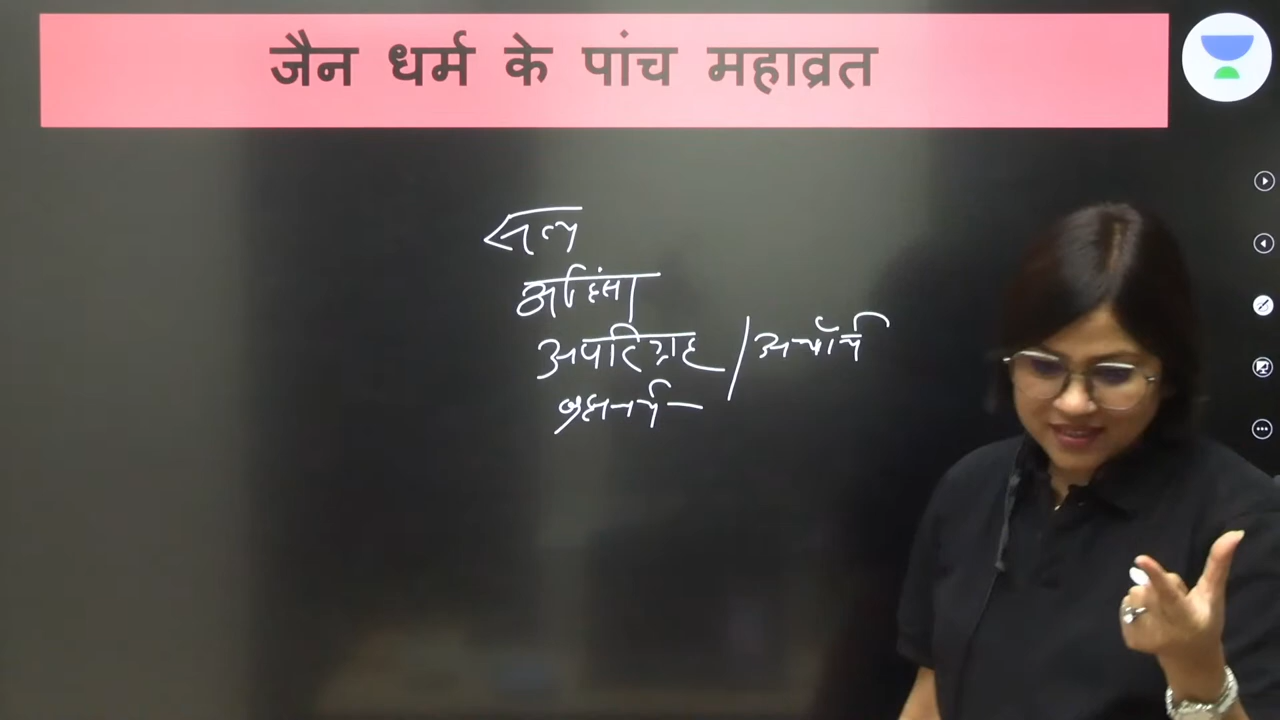 जैन धर्म के पांच महाव्रत
सत्य
अहिंसा
अपरिग्रह / अचौर्य
ब्रह्मचर्य